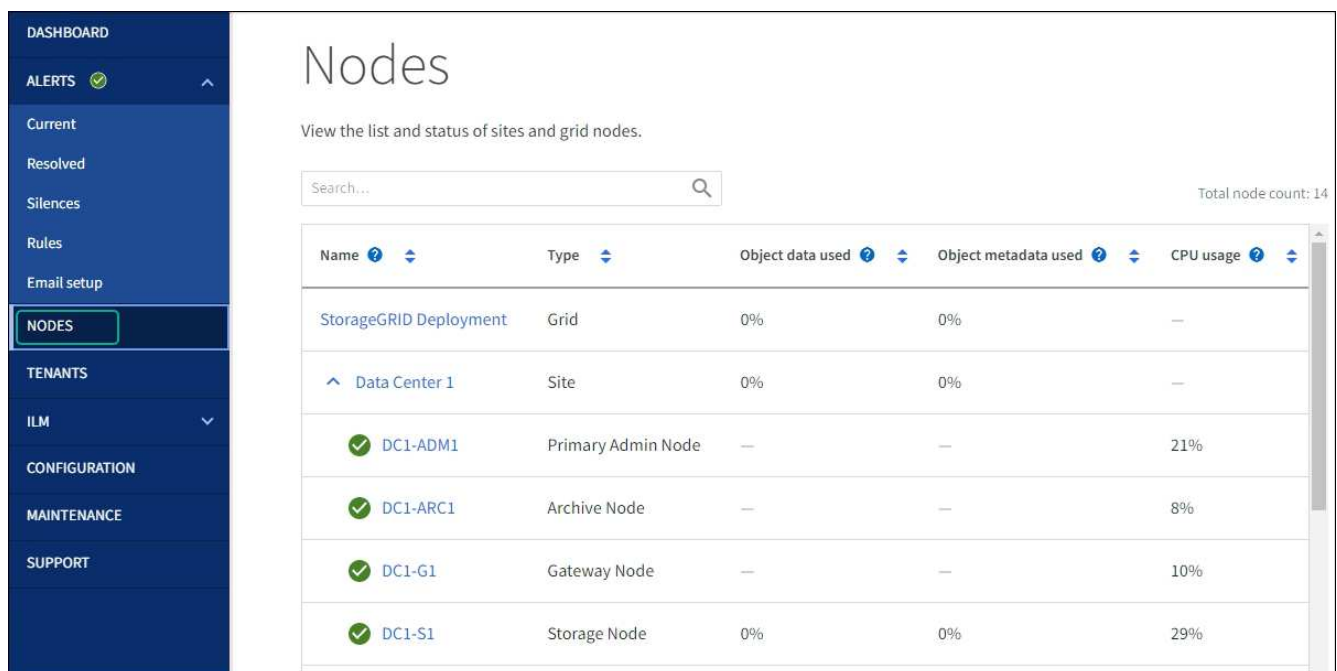 DASHBOARD
ALERTS
Current
Resolved
Silences
Rules
Email setup
NODES
TENANTS
ILM
CONFIGURATION
MAINTENANCE
SUPPORT
Nodes
View the list and status of sites and grid nodes.
Search...
Total node count: 14
Name ? Type Object data used ? Object metadata used ? CPU usage ?
StorageGRID Deployment Grid 0% 0% —
Data Center 1 Site 0% 0% —
DC1-ADM1 Primary Admin Node — — 21%
DC1-ARC1 Archive Node — — 8%
DC1-G1 Gateway Node — — 10%
DC1-S1 Storage Node 0% 0% 29%